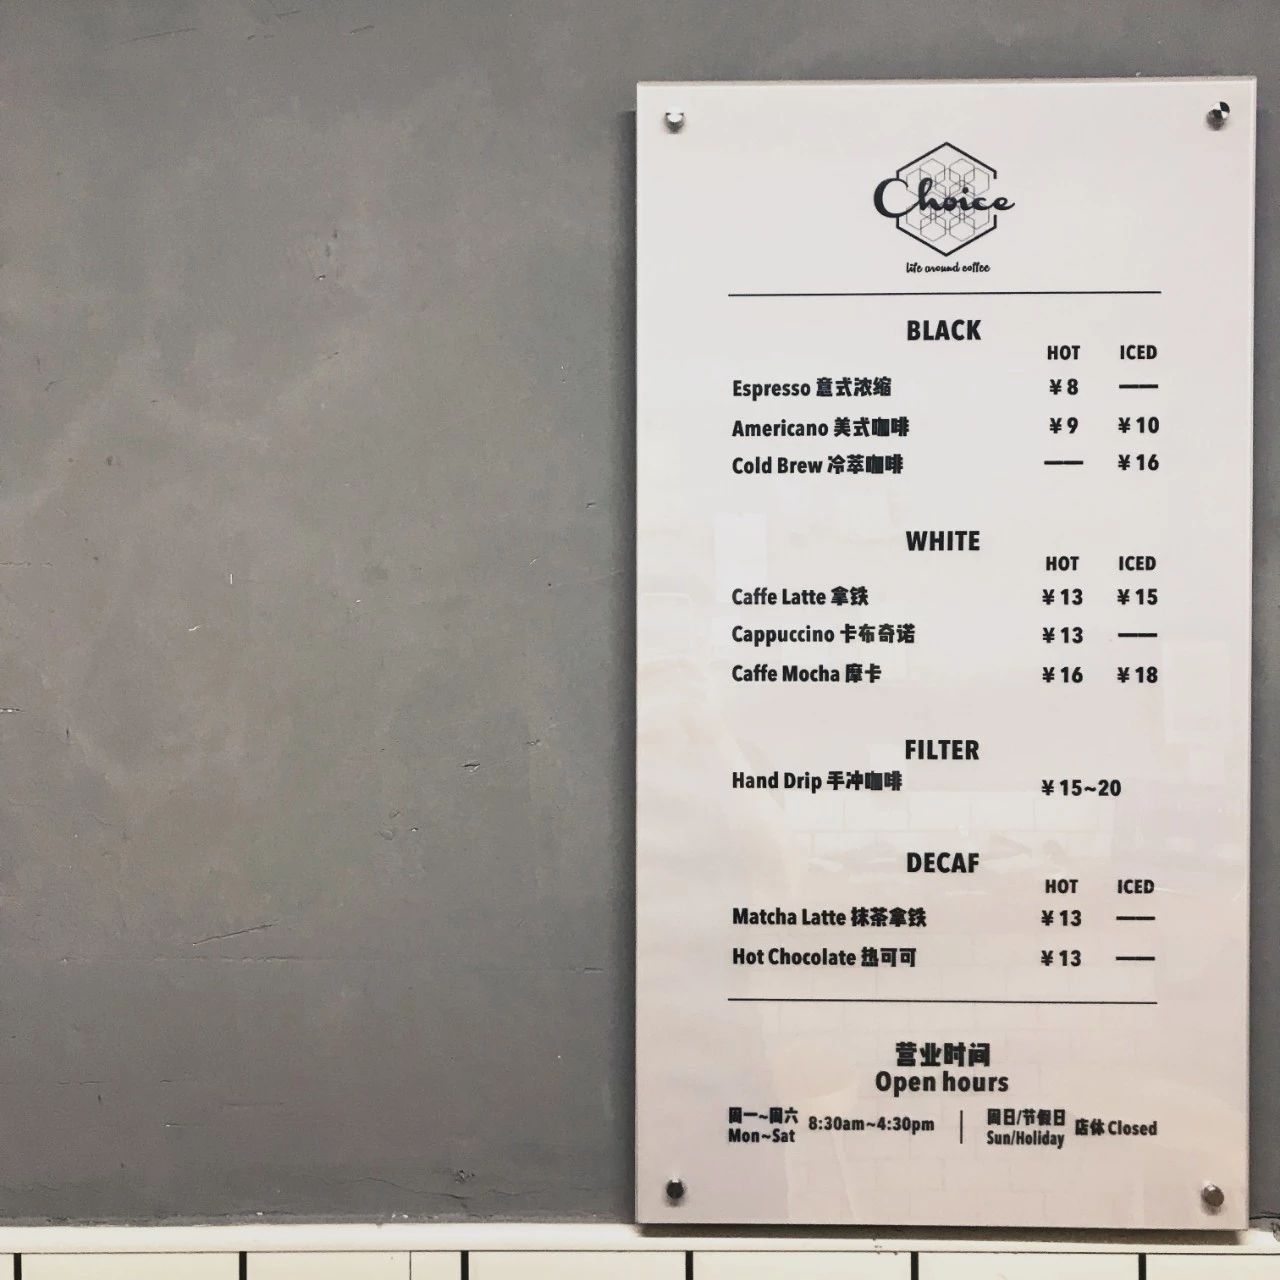 Choice
life around coffee
BLACK
HOT ICED
Espresso 意式浓缩 ¥8 ——
Americano 美式咖啡 ¥9 ¥10
Cold Brew 冷萃咖啡 —— ¥16
WHITE
HOT ICED
Caffe Latte 拿铁 ¥13 ¥15
Cappuccino 卡布奇诺 ¥13 ——
Caffe Mocha 摩卡 ¥16 ¥18
FILTER
Hand Drip 手冲咖啡 ¥15~20
DECAF
HOT ICED
Matcha Latte 抹茶拿铁 ¥13 ——
Hot Chocolate 热可可 ¥13 ——
营业时间
Open hours
周一~周六 8:30am~4:30pm | 周日/节假日 店休 Closed
Mon~Sat Sun/Holiday